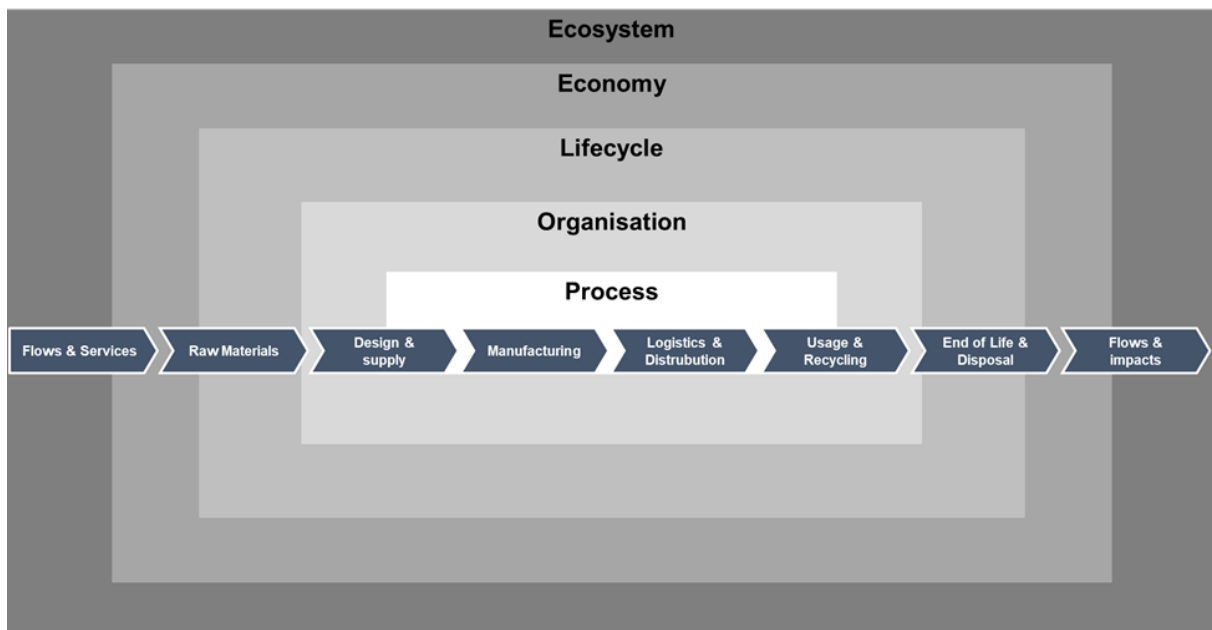 Ecosystem
Economy
Lifecycle
Organisation
Process
Flows & Services
Raw Materials
Design &
supply
Manufacturing
Logistics &
Distrubution
Usage &
Recycling
End of Life &
Disposal
Flows &
impacts